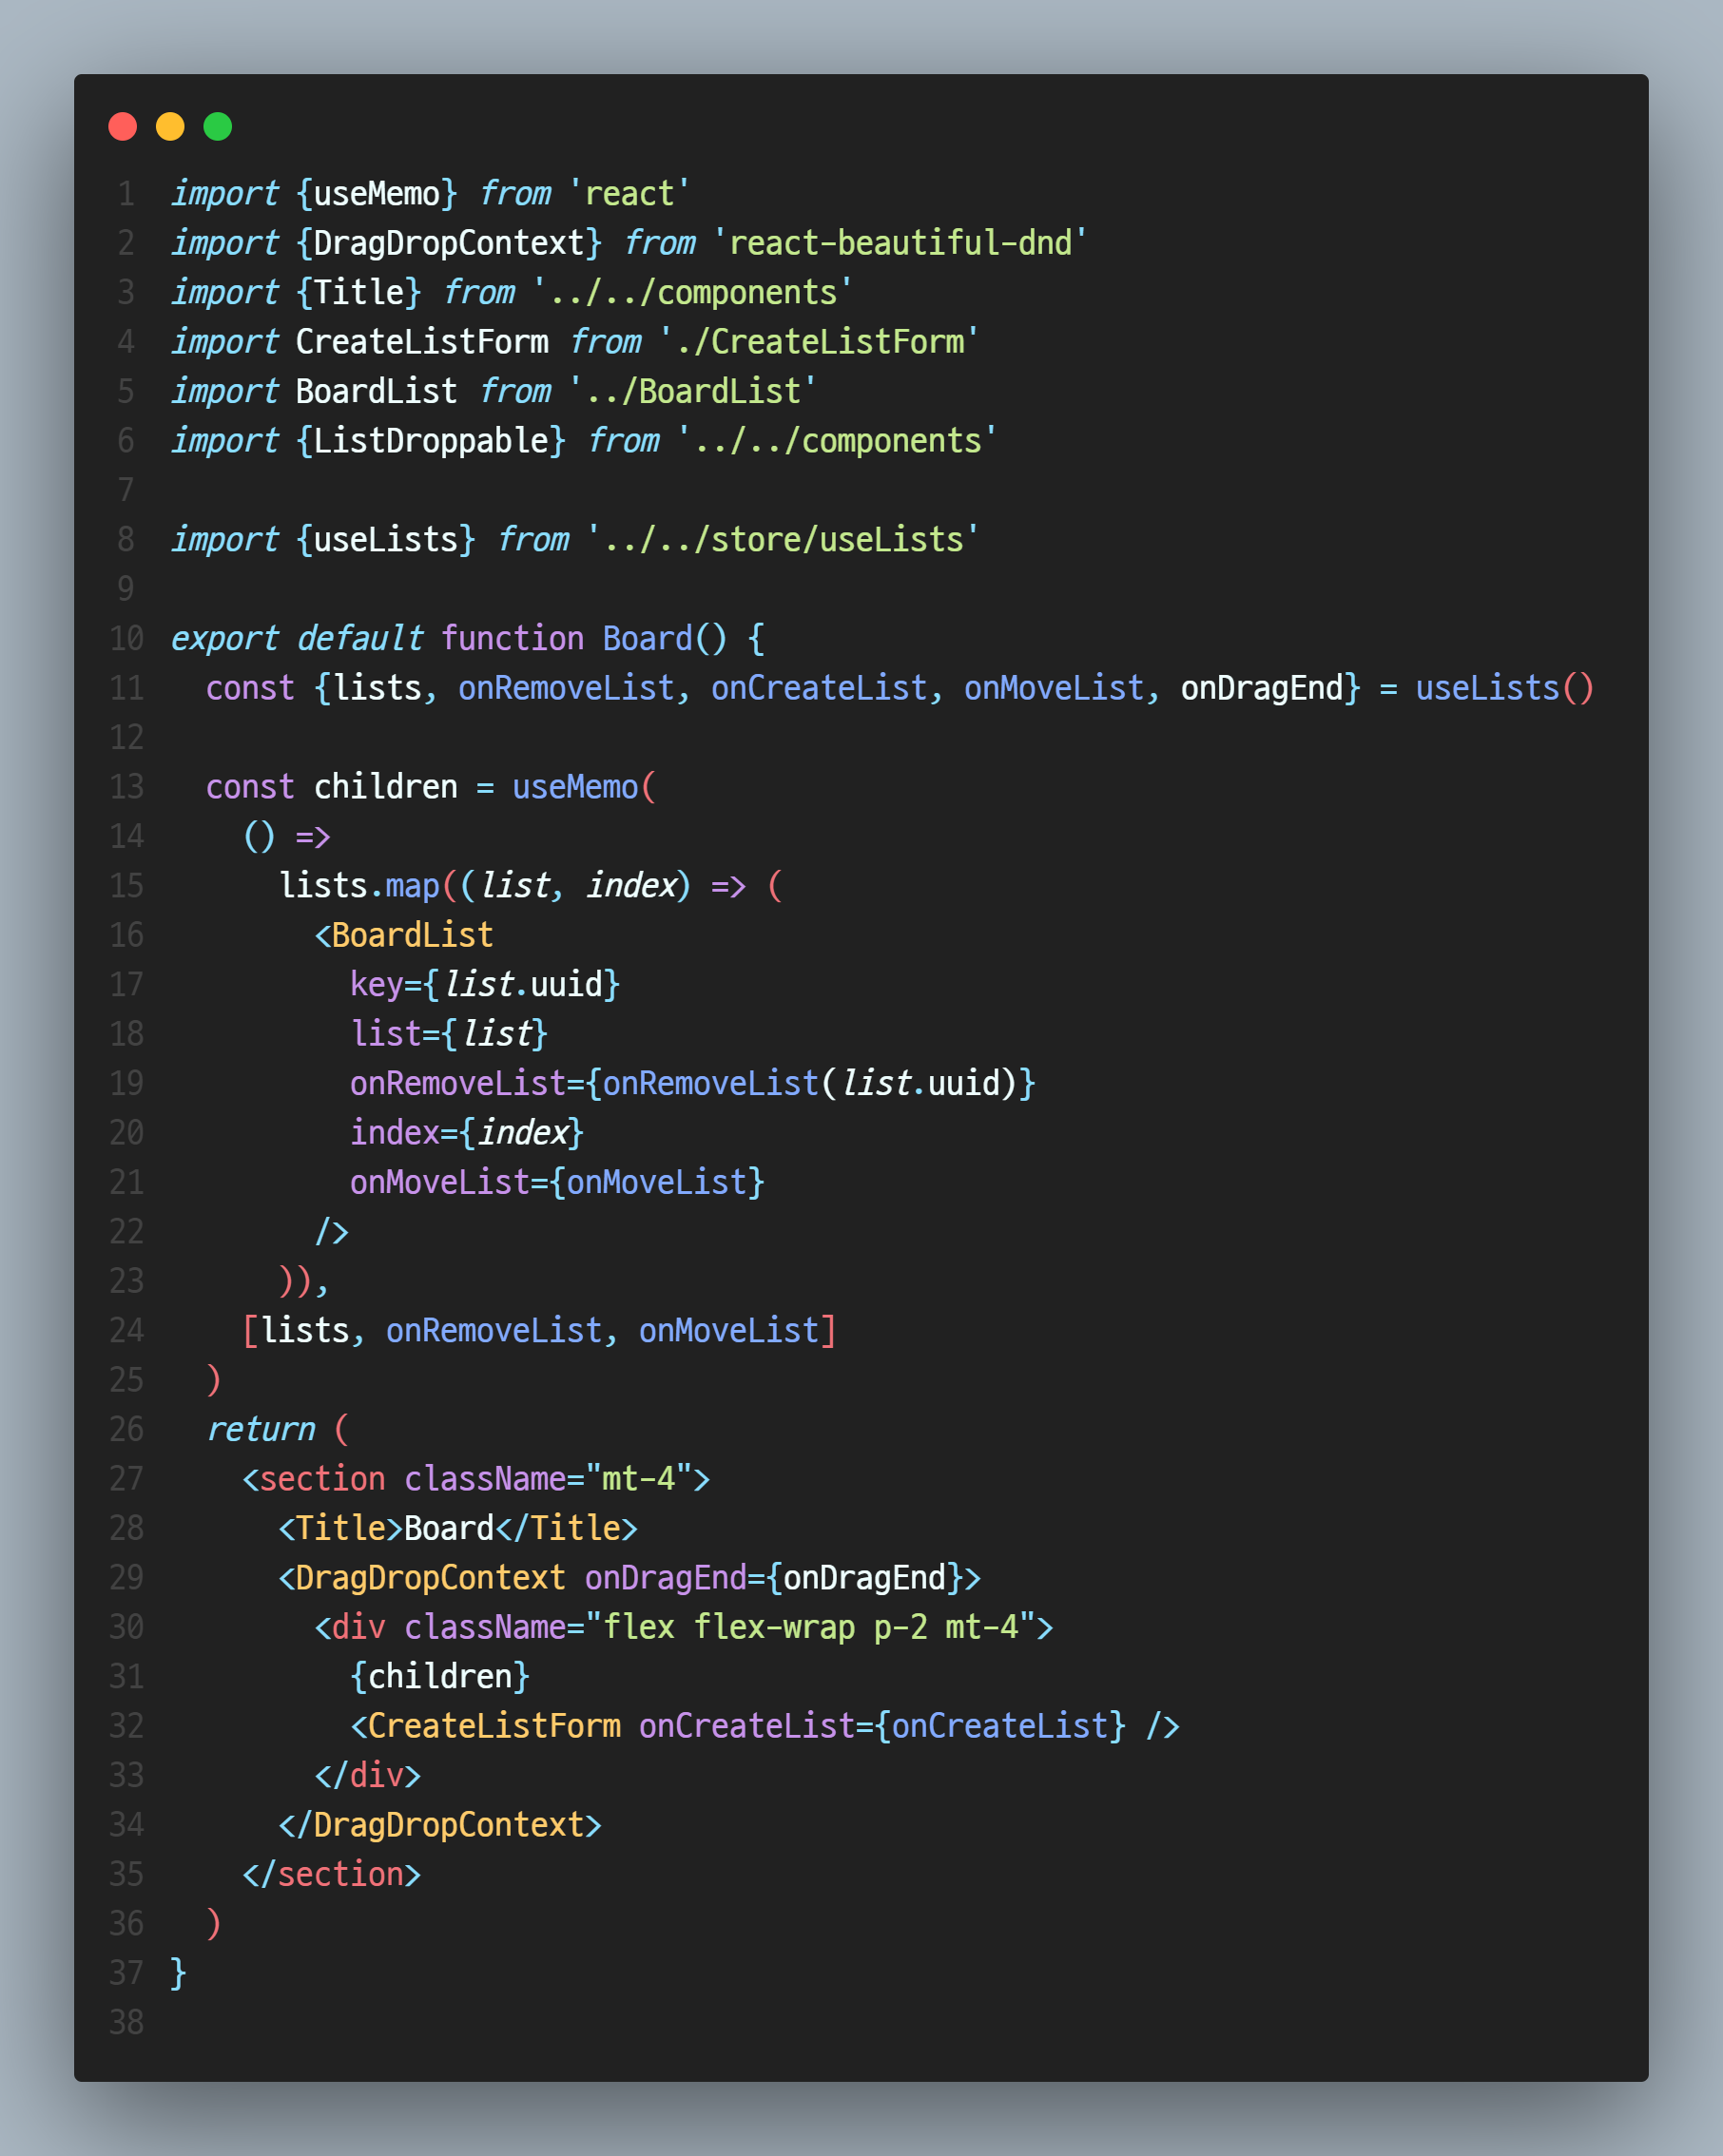 1 import {useMemo} from 'react'
2 import {DragDropContext} from 'react-beautiful-dnd'
3 import {Title} from '../../components'
4 import CreateListForm from './CreateListForm'
5 import BoardList from '../BoardList'
6 import {ListDroppable} from '../../components'
7
8 import {useLists} from '../../store/useLists'
9
10 export default function Board() {
11   const {lists, onRemoveList, onCreateList, onMoveList, onDragEnd} = useLists()
12
13   const children = useMemo(
14     () =>
15       lists.map((list, index) => (
16         <BoardList
17           key={list.uuid}
18           list={list}
19           onRemoveList={onRemoveList(list.uuid)}
20           index={index}
21           onMoveList={onMoveList}
22         />
23       )),
24     [lists, onRemoveList, onMoveList]
25   )
26   return (
27     <section className="mt-4">
28       <Title>Board</Title>
29       <DragDropContext onDragEnd={onDragEnd}>
30         <div className="flex flex-wrap p-2 mt-4">
31           {children}
32           <CreateListForm onCreateList={onCreateList} />
33         </div>
34       </DragDropContext>
35     </section>
36   )
37 }
38